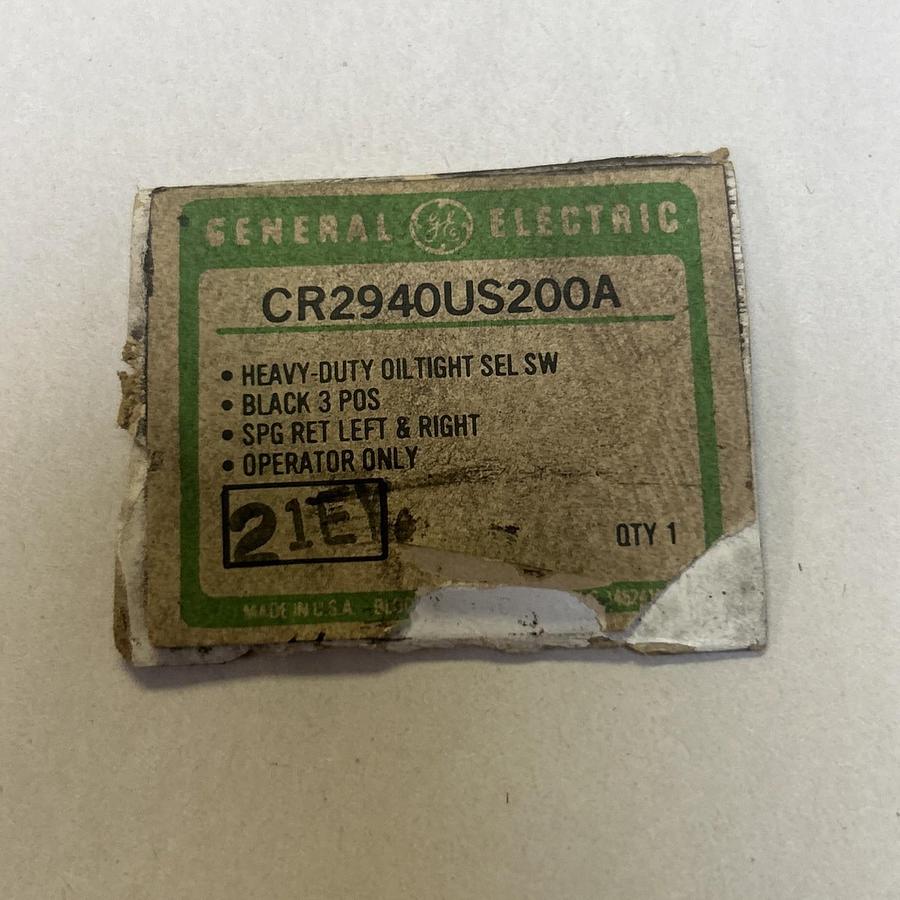 GENERAL GE ELECTRIC
CR2940US200A
• HEAVY-DUTY OILTIGHT SEL SW
• BLACK 3 POS
• SPG RET LEFT & RIGHT
• OPERATOR ONLY
QTY 1
MADE IN U.S.A.